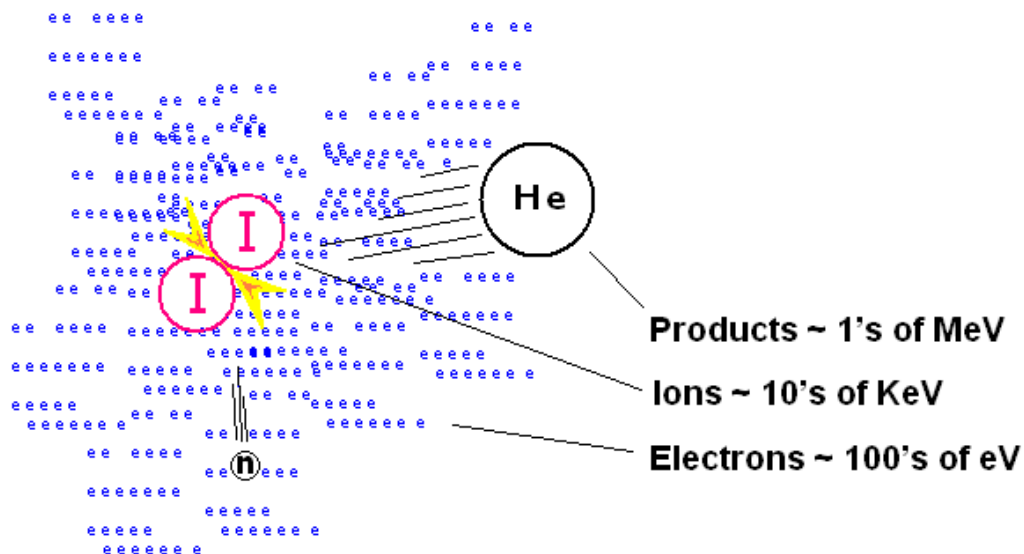 He
I
I
Products ~ 1's of MeV
Ions ~ 10's of KeV
Electrons ~ 100's of eV
n